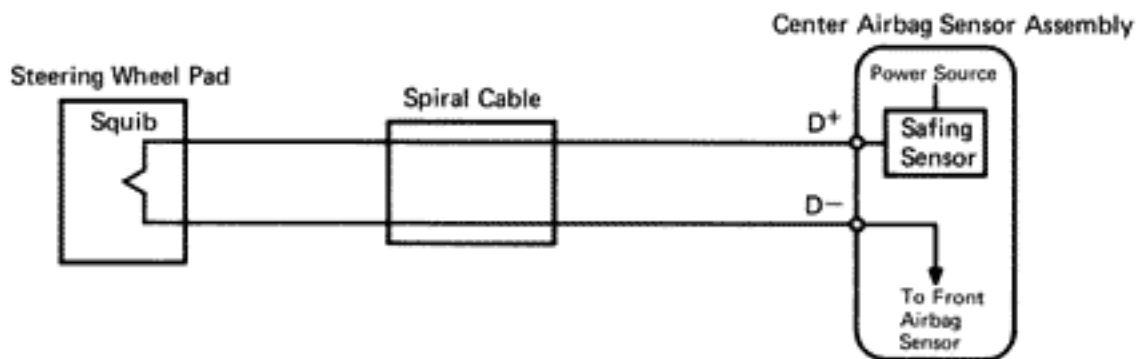 Center Airbag Sensor Assembly
Steering Wheel Pad
Squib
Spiral Cable
Power Source
D+
Safing
Sensor
D−
To Front
Airbag
Sensor